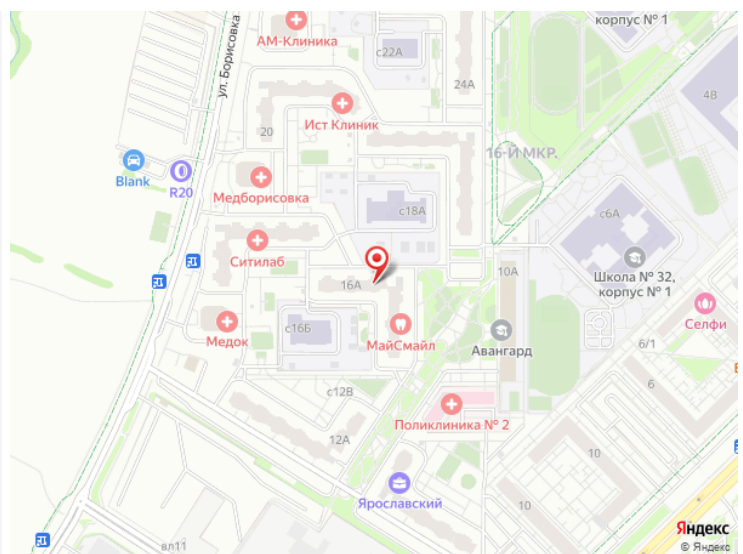 корпус № 1
АМ-Клиника
с22А
24А
4В
ул. Борисовка
Ист Клиник
20
16-Й МКР.
Blank
R20
Медборисовка
с18А
с6А
Ситилаб
10А
Школа № 32,
корпус № 1
16А
Селфи
с16Б
Медок
МайСмайл
Авангард
6/1
6
с12В
Поликлиника № 2
12А
10
Ярославский
10
вл11
Яндекс
© Яндекс